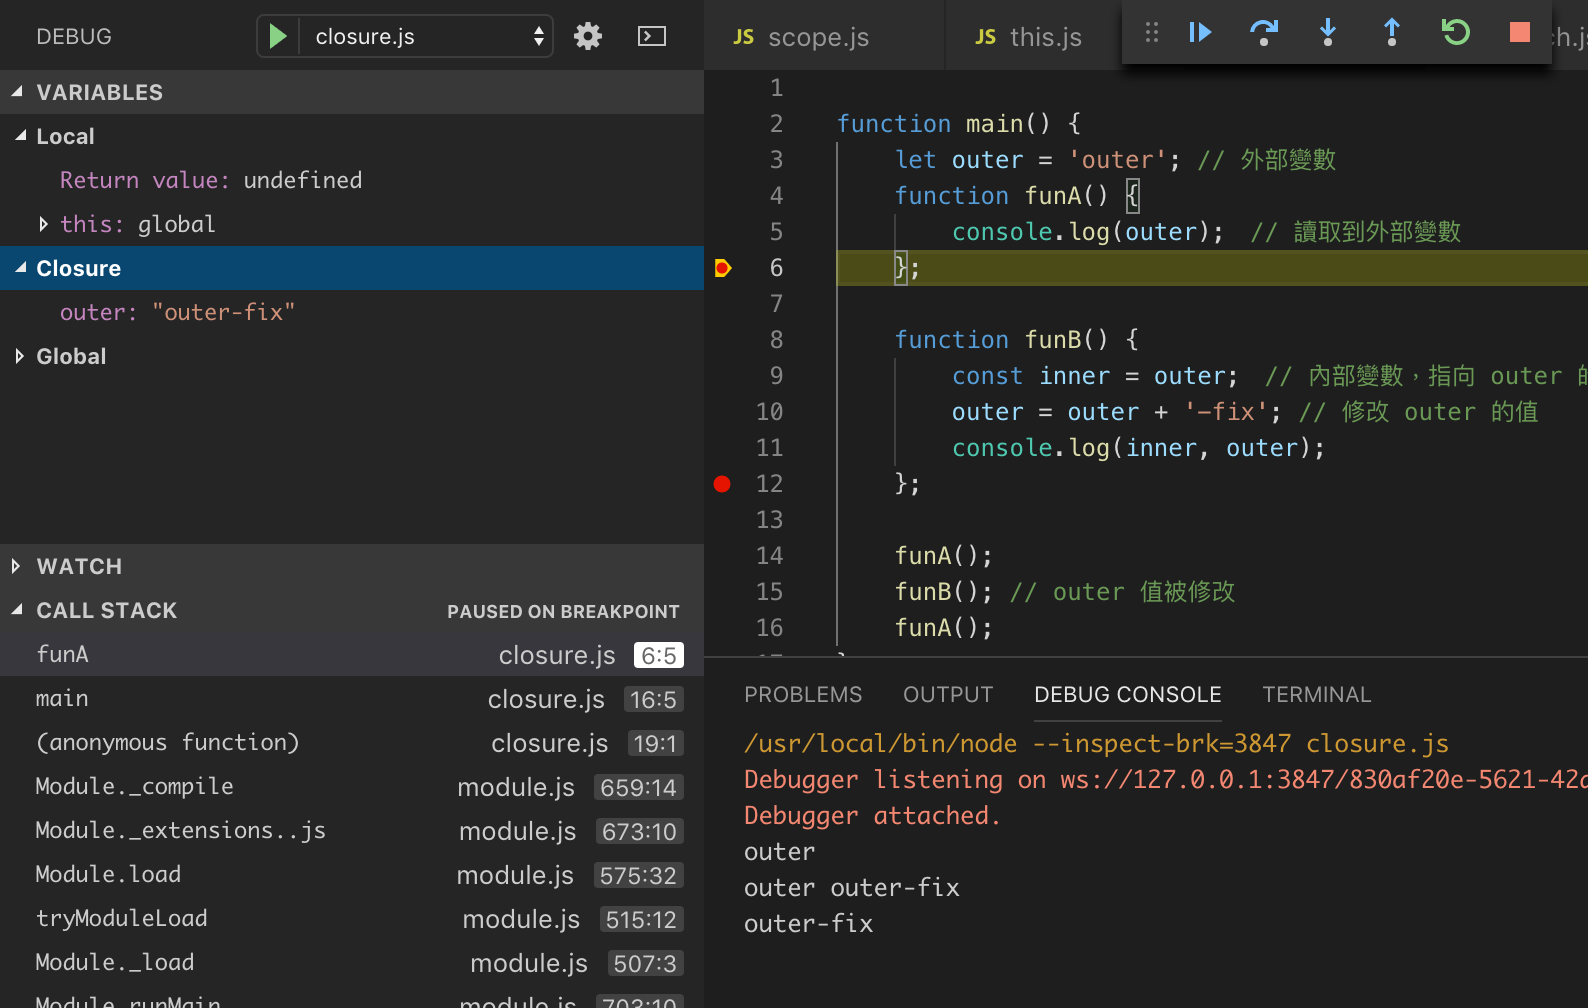 DEBUG
closure.js
VARIABLES
Local
Return value: undefined
this: global
Closure
outer: "outer-fix"
Global
WATCH
CALL STACK PAUSED ON BREAKPOINT
funA closure.js 6:5
main closure.js 16:5
(anonymous function) closure.js 19:1
Module._compile module.js 659:14
Module._extensions..js module.js 673:10
Module.load module.js 575:32
tryModuleLoad module.js 515:12
Module._load module.js 507:3
Module.runMain module.js 703:10
JS scope.js
JS this.js
1
2 function main() {
3 let outer = 'outer'; // 外部變數
4 function funA() {
5 console.log(outer); // 讀取到外部變數
6 };
7
8 function funB() {
9 const inner = outer; // 內部變數，指向 outer 的
10 outer = outer + '-fix'; // 修改 outer 的值
11 console.log(inner, outer);
12 };
13
14 funA();
15 funB(); // outer 值被修改
16 funA();
PROBLEMS OUTPUT DEBUG CONSOLE TERMINAL
/usr/local/bin/node --inspect-brk=3847 closure.js
Debugger listening on ws://127.0.0.1:3847/830af20e-5621-42a
Debugger attached.
outer
outer outer-fix
outer-fix